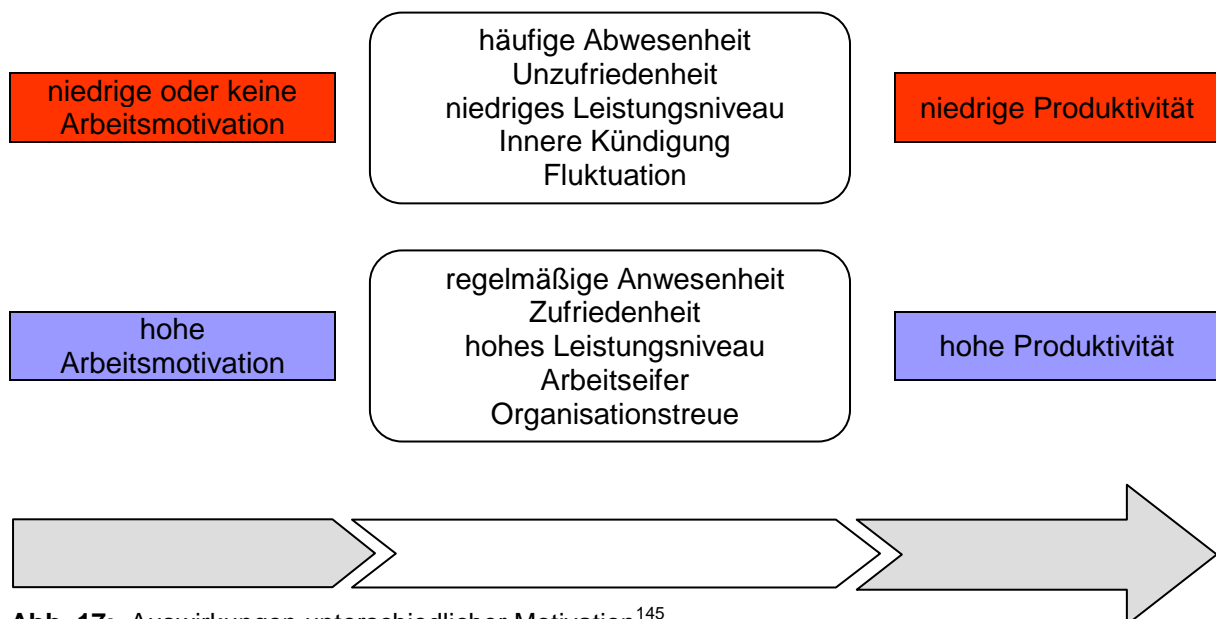 niedrige oder keine
Arbeitsmotivation
häufige Abwesenheit
Unzufriedenheit
niedriges Leistungsniveau
Innere Kündigung
Fluktuation
niedrige Produktivität
hohe
Arbeitsmotivation
regelmäßige Anwesenheit
Zufriedenheit
hohes Leistungsniveau
Arbeitseifer
Organisationstreue
hohe Produktivität
Abb. 17: Auswirkungen unterschiedlicher Motivation145